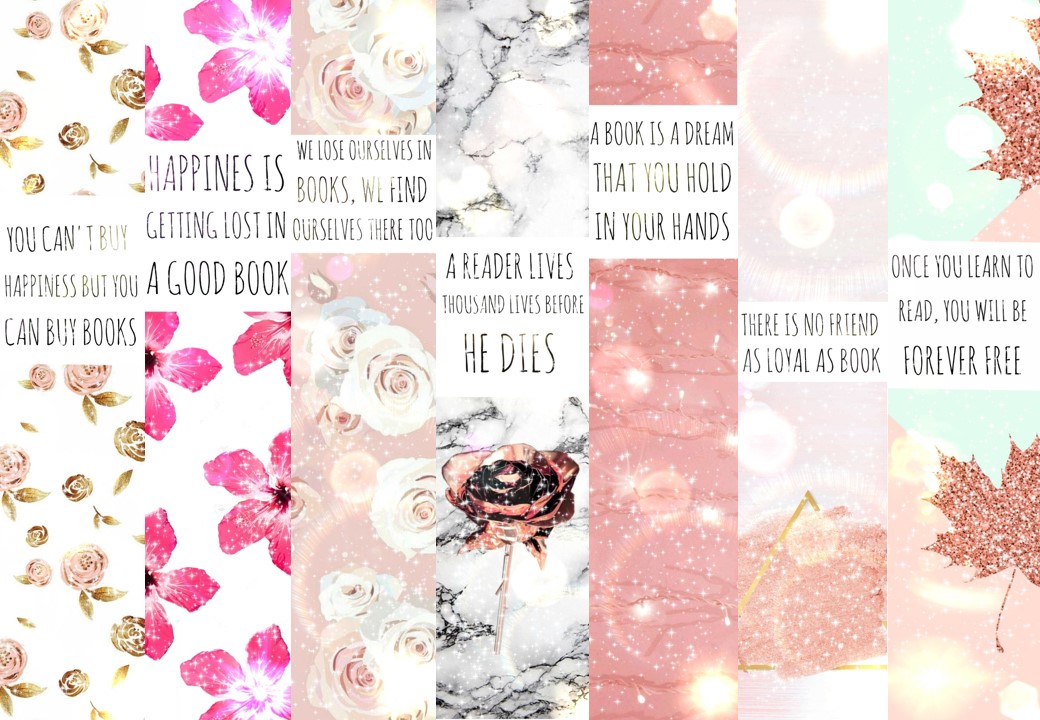 YOU CAN'T BUY
HAPPINESS BUT YOU
CAN BUY BOOKS
HAPPINES IS
GETTING LOST IN
A GOOD BOOK
WE LOSE OURSELVES IN
BOOKS, WE FIND
OURSELVES THERE TOO
A READER LIVES
THOUSAND LIVES BEFORE
HE DIES
A BOOK IS A DREAM
THAT YOU HOLD
IN YOUR HANDS
THERE IS NO FRIEND
AS LOYAL AS BOOK
ONCE YOU LEARN TO
READ, YOU WILL BE
FOREVER FREE